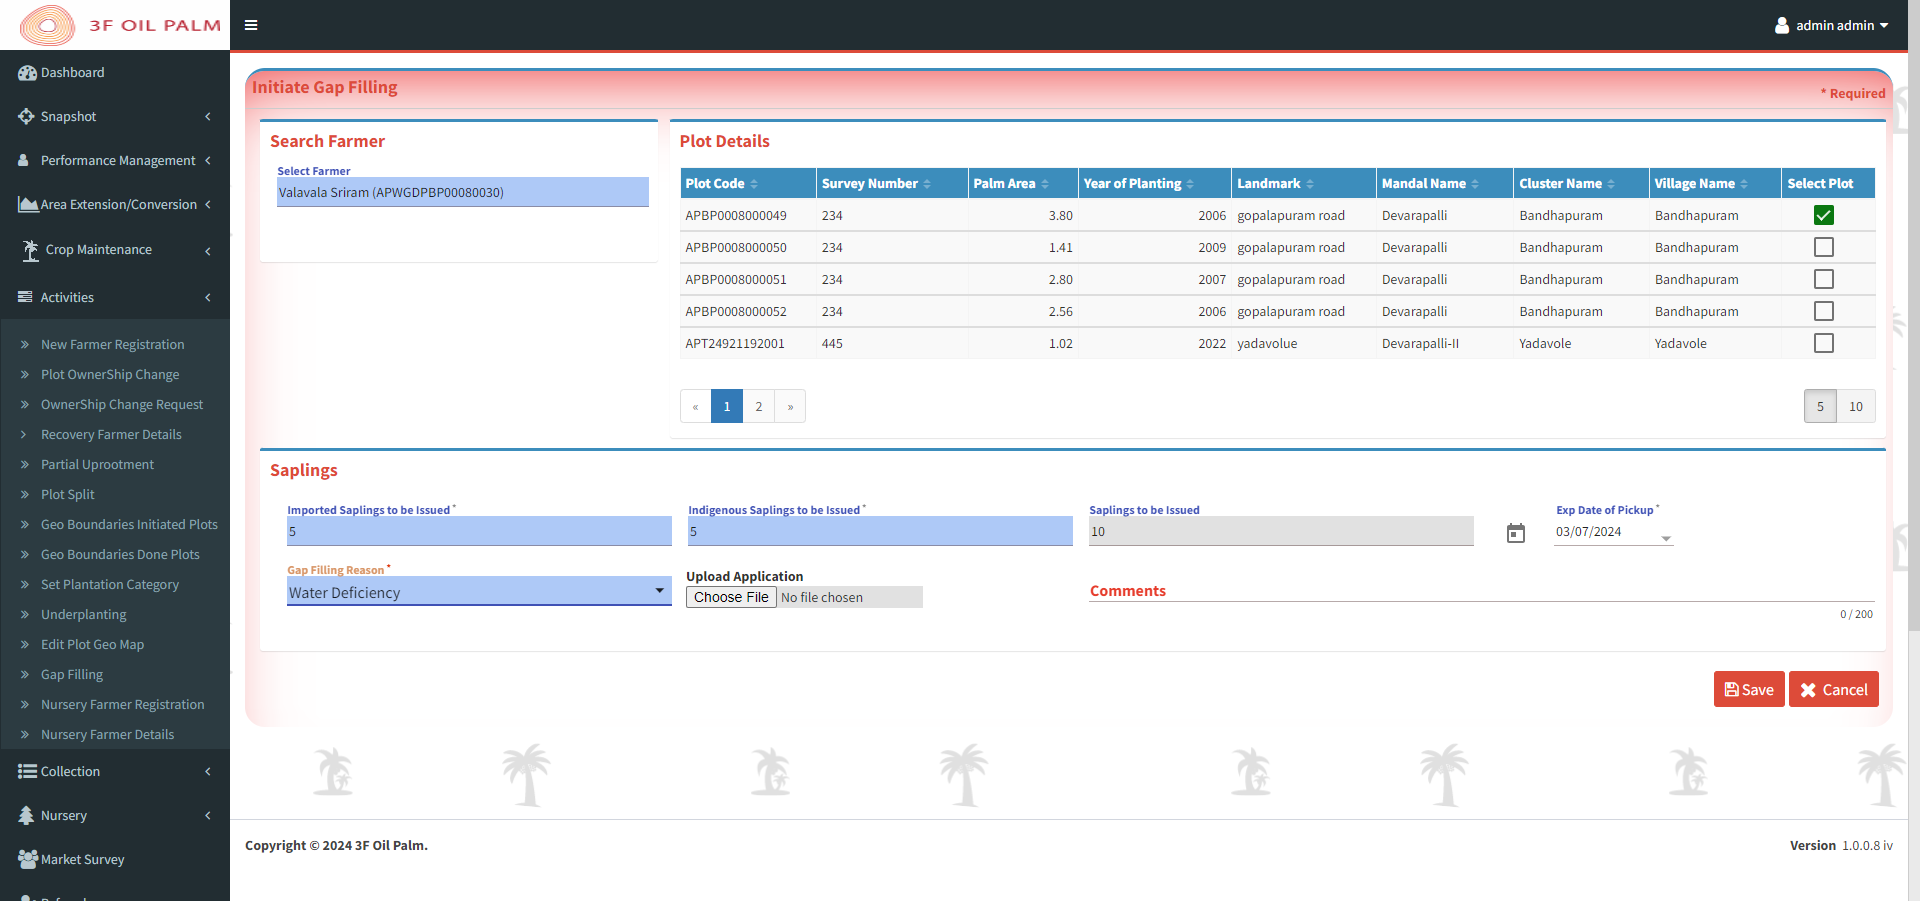 3F OIL PALM
admin admin
Dashboard
Snapshot
Performance Management
Area Extension/Conversion
Crop Maintenance
Activities
New Farmer Registration
Plot OwnerShip Change
OwnerShip Change Request
Recovery Farmer Details
Partial Uprootment
Plot Split
Geo Boundaries Initiated Plots
Geo Boundaries Done Plots
Set Plantation Category
Underplanting
Edit Plot Geo Map
Gap Filling
Nursery Farmer Registration
Nursery Farmer Details
Collection
Nursery
Market Survey
Initiate Gap Filling
* Required
Search Farmer
Select Farmer
Valavala Sriram (APWGDPBP00080030)
Plot Details
Plot Code Survey Number Palm Area Year of Planting Landmark Mandal Name Cluster Name Village Name Select Plot
APBP0008000049 234 3.80 2006 gopalapuram road Devarapalli Bandhapuram Bandhapuram
APBP0008000050 234 1.41 2009 gopalapuram road Devarapalli Bandhapuram Bandhapuram
APBP0008000051 234 2.80 2007 gopalapuram road Devarapalli Bandhapuram Bandhapuram
APBP0008000052 234 2.56 2006 gopalapuram road Devarapalli Bandhapuram Bandhapuram
APT24921192001 445 1.02 2022 yadavolue Devarapalli-II Yadavole Yadavole
« 1 2 » 5 10
Saplings
Imported Saplings to be Issued * Indigenous Saplings to be Issued * Saplings to be Issued Exp Date of Pickup *
5 5 10 03/07/2024
Gap Filling Reason * Upload Application
Water Deficiency Choose File No file chosen Comments
0 / 200
Save Cancel
Copyright © 2024 3F Oil Palm. Version 1.0.0.8 iv